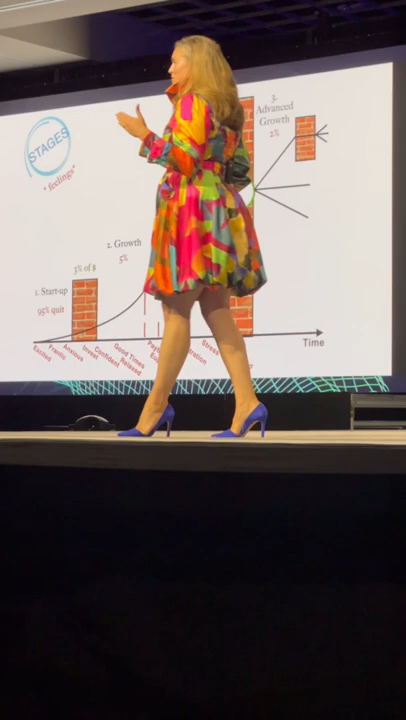 STAGES
"feelings"
3-
Advanced
Growth
2%
2. Growth
5%
3% of $
1. Start-up
95% quit
Time
Excited
Frantic
Anxious
Invest
Confident
Good Times
Relaxed
Stress